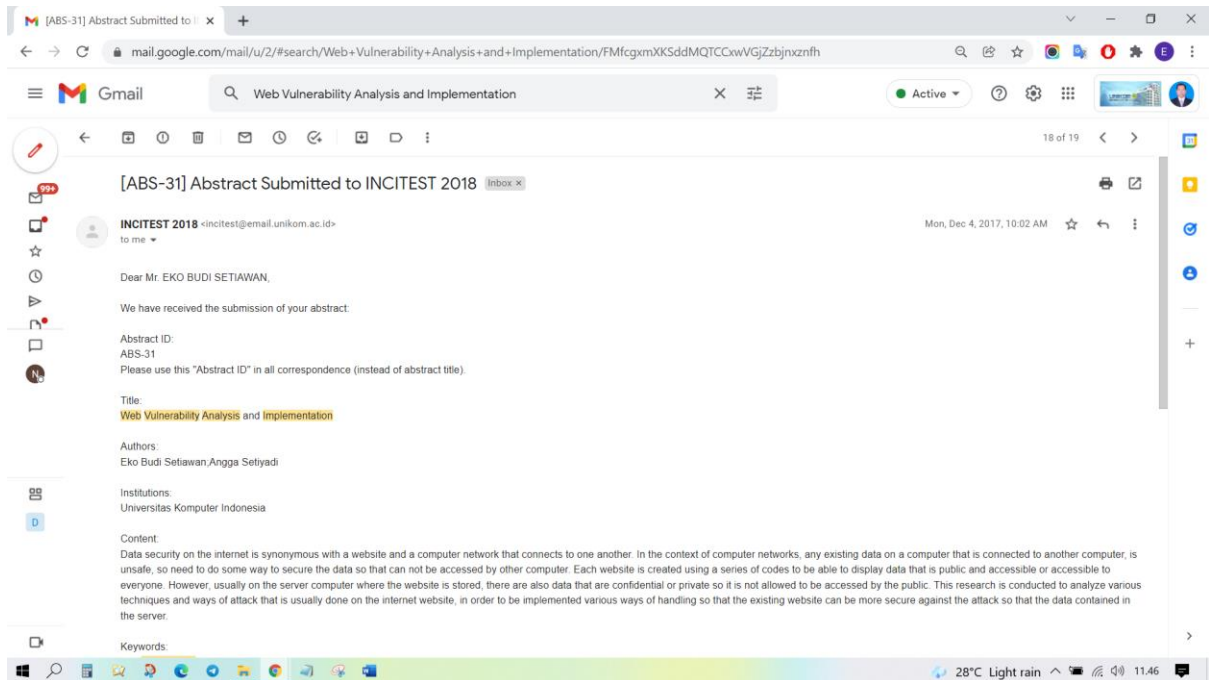 [ABS-31] Abstract Submitted to I
mail.google.com/mail/u/2/#search/Web+Vulnerability+Analysis+and+Implementation/FMfcgxmXKSddMQTCCxwVGjZzbjnxznfh
E
Gmail
Web Vulnerability Analysis and Implementation
Active
18 of 19
99+
[ABS-31] Abstract Submitted to INCITEST 2018 Inbox x
INCITEST 2018 <incitest@email.unikom.ac.id>
Mon, Dec 4, 2017, 10:02 AM
to me
Dear Mr. EKO BUDI SETIAWAN,
We have received the submission of your abstract:
Abstract ID:
ABS-31
Please use this "Abstract ID" in all correspondence (instead of abstract title).
N
Title:
Web Vulnerability Analysis and Implementation
Authors:
Eko Budi Setiawan;Angga Setiyadi
Institutions:
Universitas Komputer Indonesia
D
Content:
Data security on the internet is synonymous with a website and a computer network that connects to one another. In the context of computer networks, any existing data on a computer that is connected to another computer, is
unsafe, so need to do some way to secure the data so that can not be accessed by other computer. Each website is created using a series of codes to be able to display data that is public and accessible or accessible to
everyone. However, usually on the server computer where the website is stored, there are also data that are confidential or private so it is not allowed to be accessed by the public. This research is conducted to analyze various
techniques and ways of attack that is usually done on the internet website, in order to be implemented various ways of handling so that the existing website can be more secure against the attack so that the data contained in
the server.
Keywords:
28°C Light rain
11.46